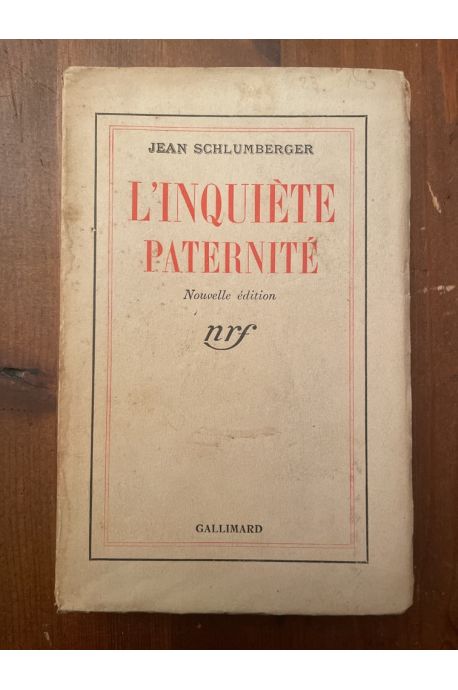 JEAN SCHLUMBERGER
L'INQUIÈTE
PATERNITÉ
Nouvelle édition
nrf
GALLIMARD